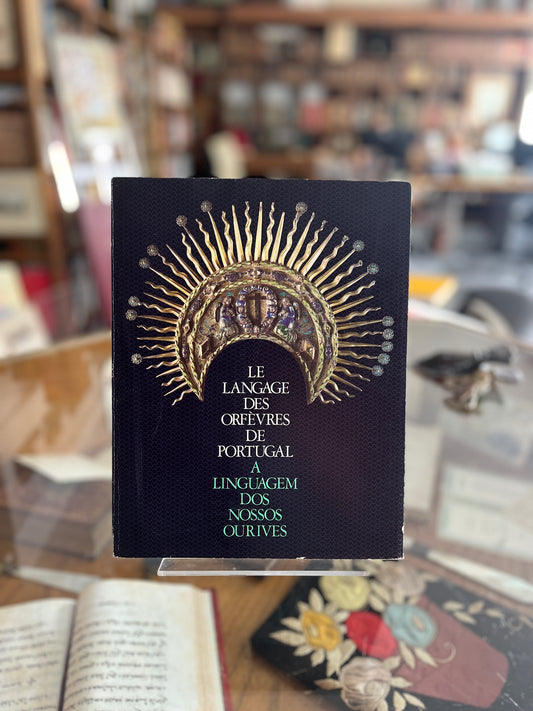 LE
LANGAGE
DES
ORFÈVRES
DE
PORTUGAL
A
LINGUAGEM
DOS
NOSSOS
OURIVES